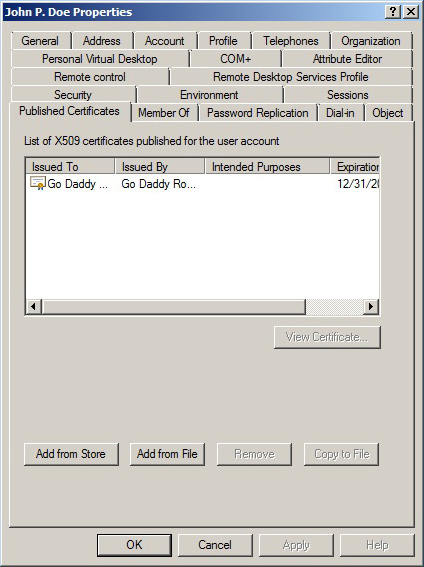 John P. Doe Properties
General Address Account Profile Telephones Organization
Personal Virtual Desktop COM+ Attribute Editor
Remote control Remote Desktop Services Profile
Security Environment Sessions
Published Certificates Member Of Password Replication Dial-in Object
List of X509 certificates published for the user account
Issued To Issued By Intended Purposes Expiration
Go Daddy ... Go Daddy Ro... 12/31/20
View Certificate...
Add from Store Add from File Remove Copy to File
OK Cancel Apply Help